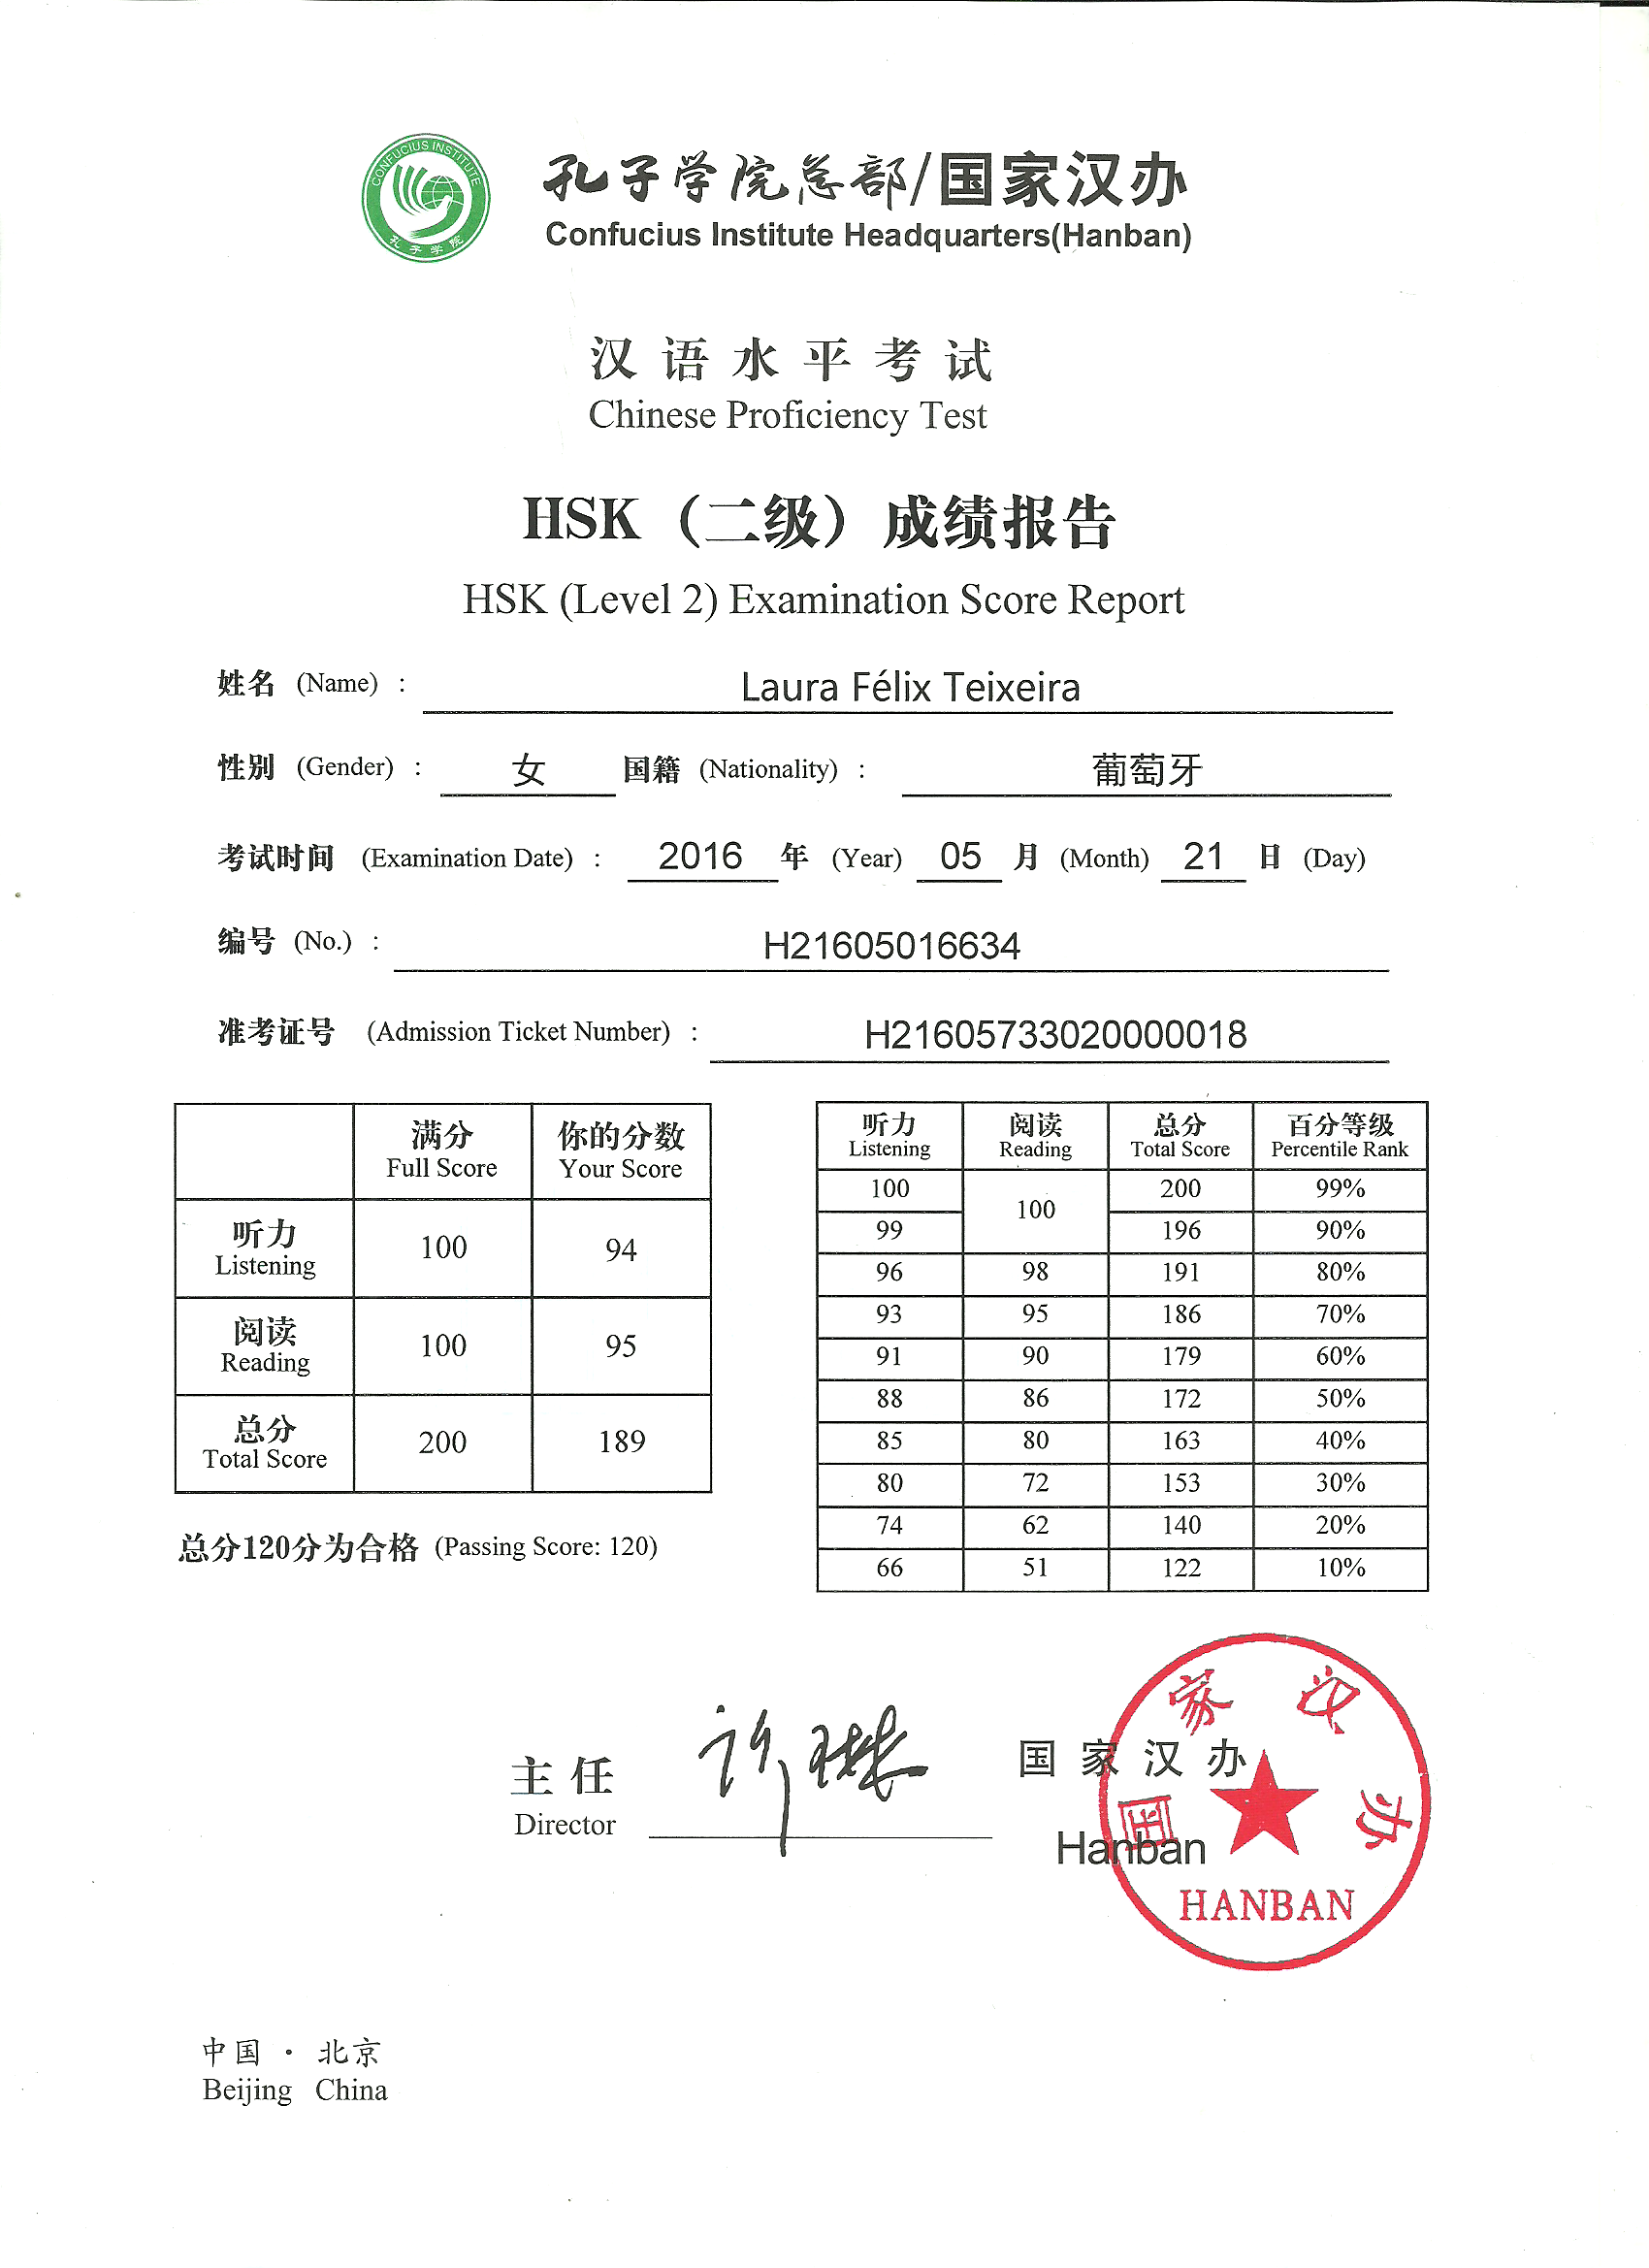 CONFUCIUS INSTITUTE
孔子学院
孔子学院总部/国家汉办
Confucius Institute Headquarters(Hanban)
汉语水平考试
Chinese Proficiency Test
HSK（二级）成绩报告
HSK (Level 2) Examination Score Report
姓名 (Name) : Laura Félix Teixeira
性别 (Gender) : 女 国籍 (Nationality) : 葡萄牙
考试时间 (Examination Date) : 2016 年 (Year) 05 月 (Month) 21 日 (Day)
编号 (No.) : H21605016634
准考证号 (Admission Ticket Number) : H21605733020000018
满分 你的分数
Full Score Your Score
听力
Listening 100 94
阅读
Reading 100 95
总分
Total Score 200 189
总分120分为合格 (Passing Score: 120)
听力 阅读 总分 百分等级
Listening Reading Total Score Percentile Rank
100 100 200 99%
99 196 90%
96 98 191 80%
93 95 186 70%
91 90 179 60%
88 86 172 50%
85 80 163 40%
80 72 153 30%
74 62 140 20%
66 51 122 10%
主任 许琳
Director
国家汉办
Hanban
国家汉办
HANBAN
中国 · 北京
Beijing China